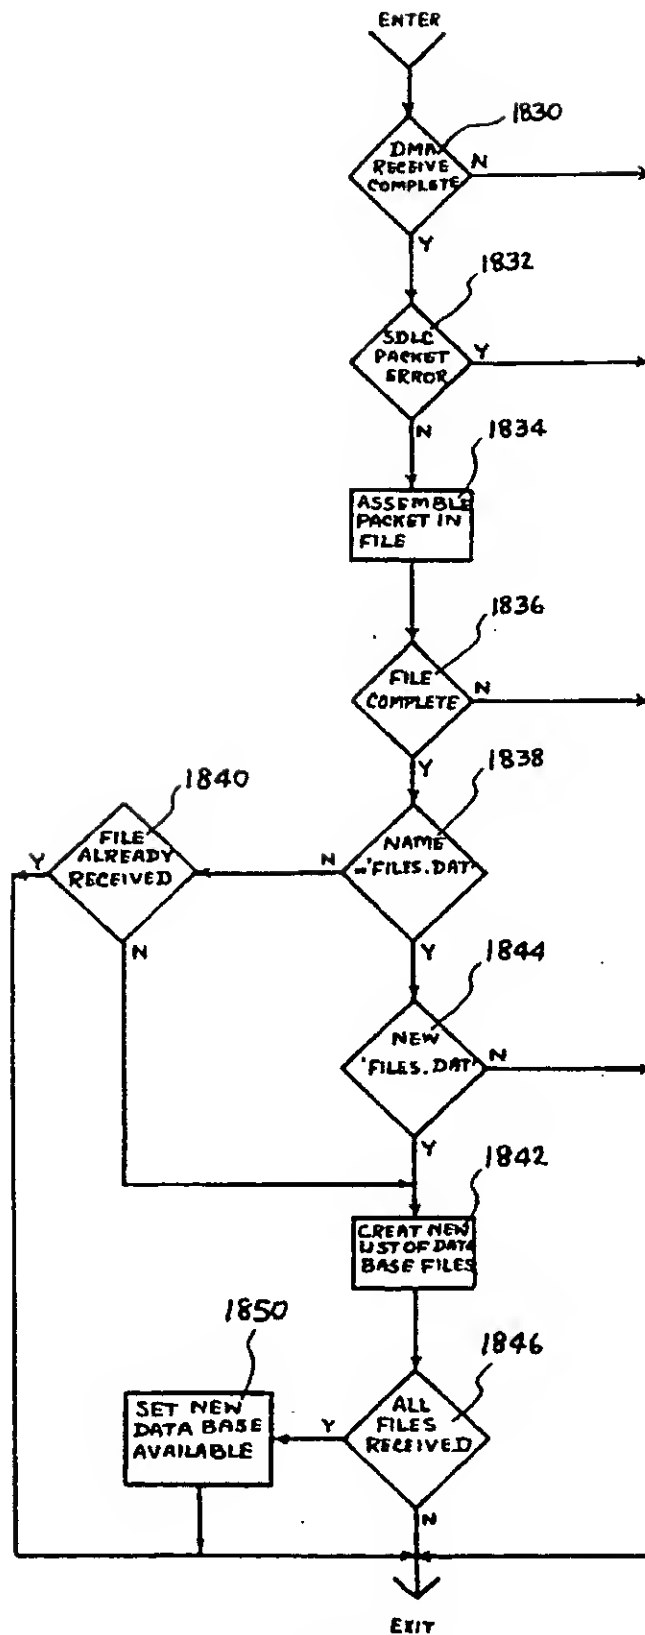 ENTER
1830
DMA
RECEIVE
COMPLETE
N
Y
1832
SDLC
PACKET
ERROR
Y
N
1834
ASSEMBLE
PACKET IN
FILE
1836
FILE
COMPLETE
N
Y
1838
1840
NAME
='FILES.DAT'
N
FILE
ALREADY
RECEIVED
Y
N
Y
1844
NEW
'FILES.DAT'
N
Y
1842
CREAT NEW
LIST OF DATA
BASE FILES
1850
1846
SET NEW
DATA BASE
AVAILABLE
Y
ALL
FILES
RECEIVED
N
EXIT